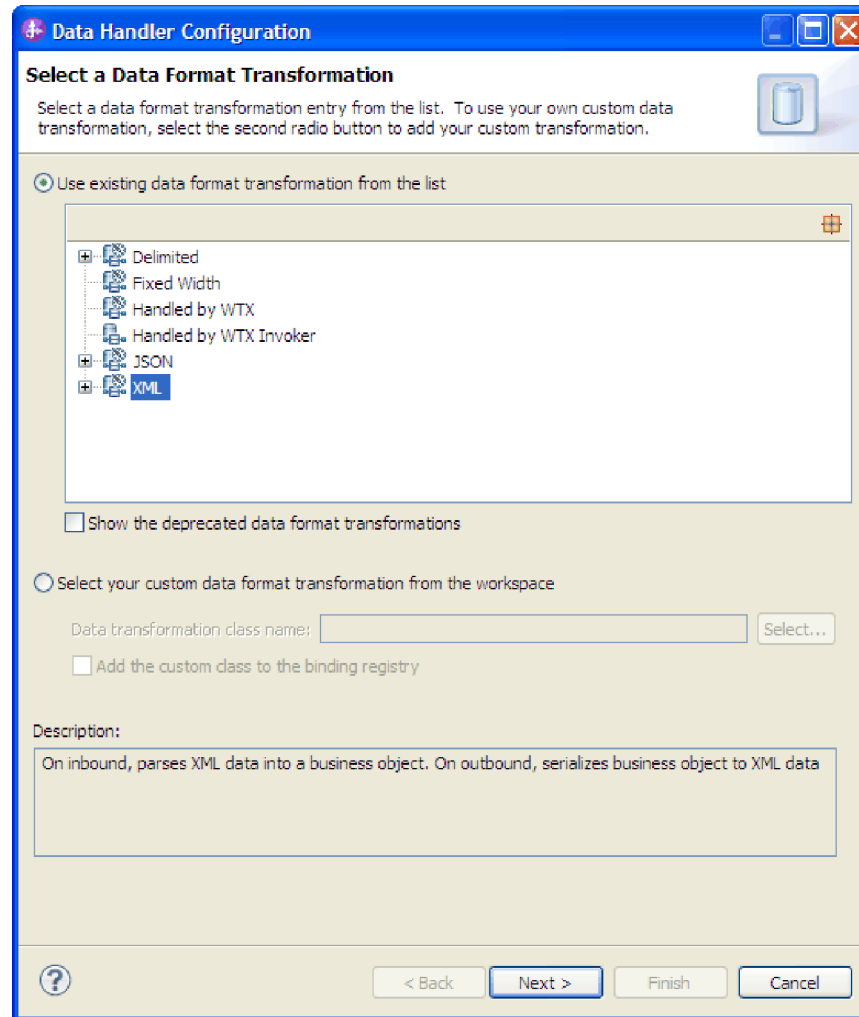 Data Handler Configuration
Select a Data Format Transformation
Select a data format transformation entry from the list. To use your own custom data
transformation, select the second radio button to add your custom transformation.
Use existing data format transformation from the list
Delimited
Fixed Width
Handled by WTX
Handled by WTX Invoker
JSON
XML
Show the deprecated data format transformations
Select your custom data format transformation from the workspace
Data transformation class name: Select...
Add the custom class to the binding registry
Description:
On inbound, parses XML data into a business object. On outbound, serializes business object to XML data
? < Back Next > Finish Cancel